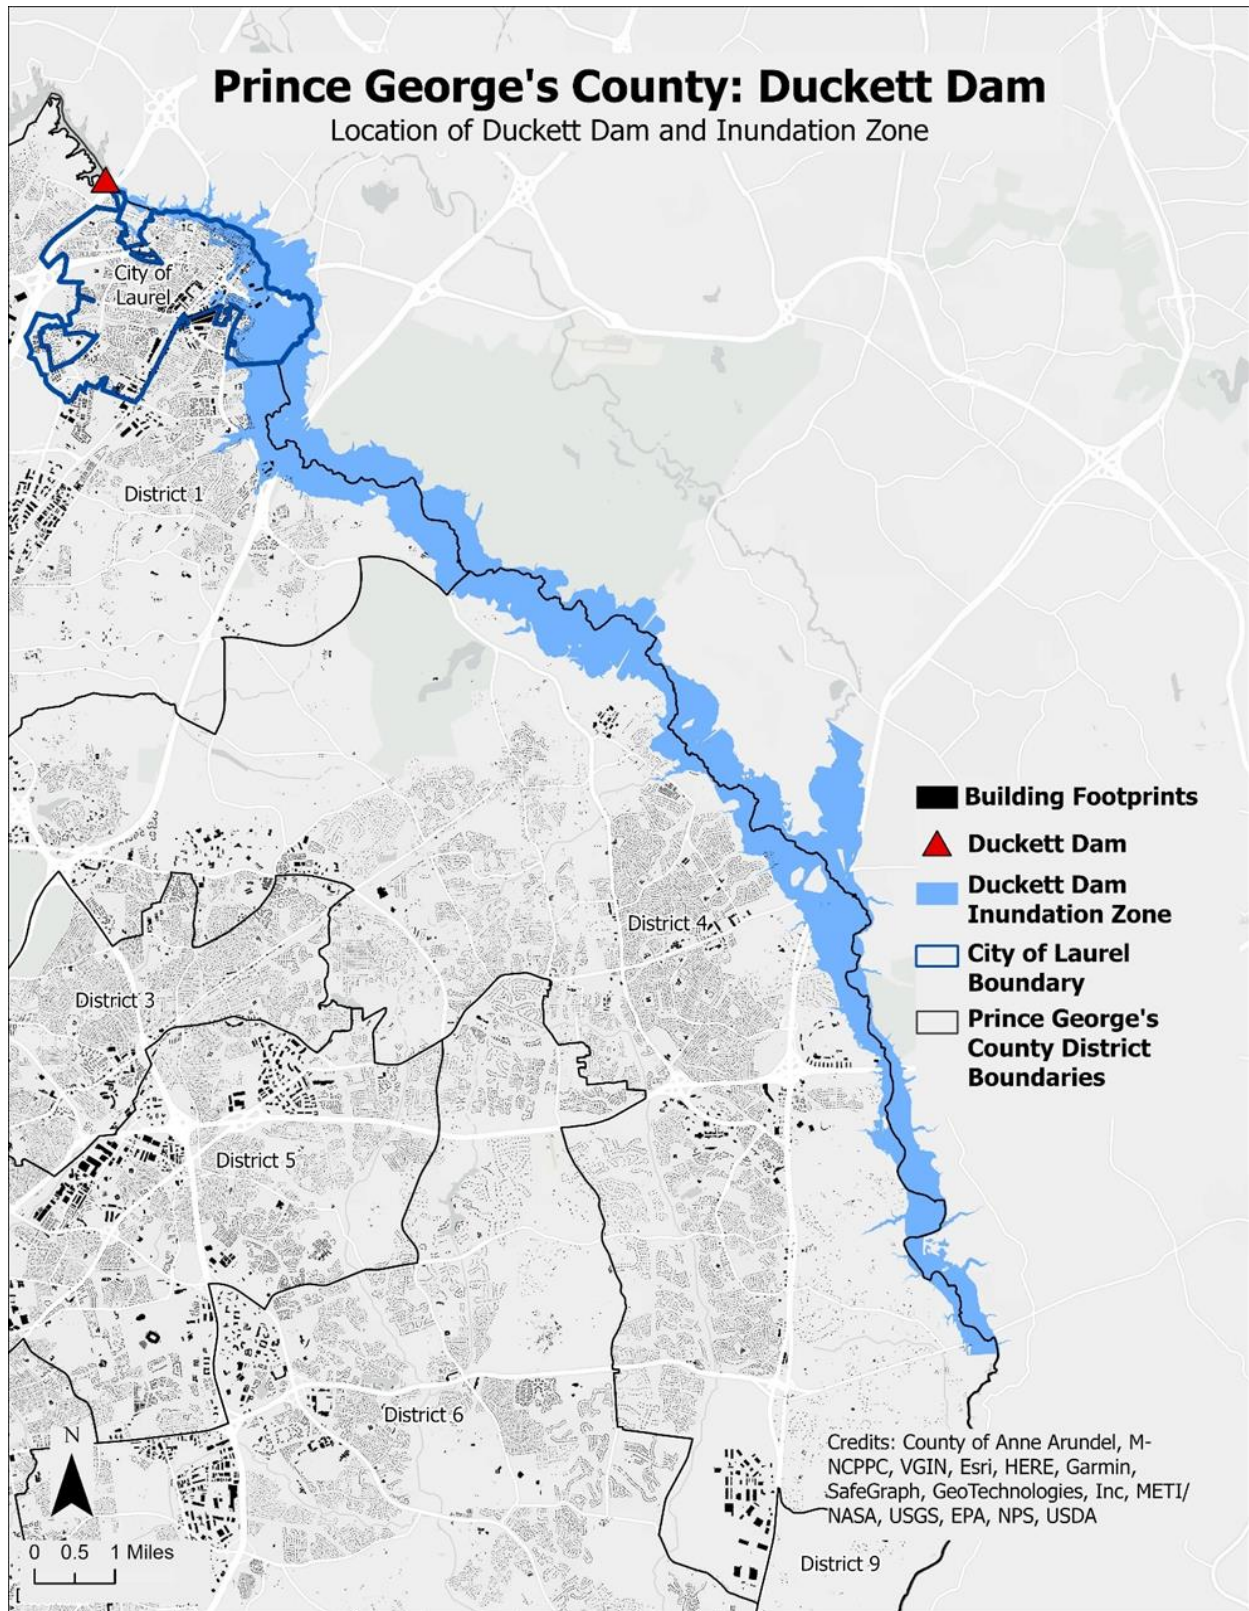 Prince George's County: Duckett Dam
Location of Duckett Dam and Inundation Zone
City of
Laurel
District 1
Building Footprints
Duckett Dam
Duckett Dam
Inundation Zone
District 4
City of Laurel
Boundary
District 3
Prince George's
County District
Boundaries
District 5
District 6
N
Credits: County of Anne Arundel, M-
NCPPC, VGIN, Esri, HERE, Garmin,
SafeGraph, GeoTechnologies, Inc, METI/
NASA, USGS, EPA, NPS, USDA
0 0.5 1 Miles
District 9